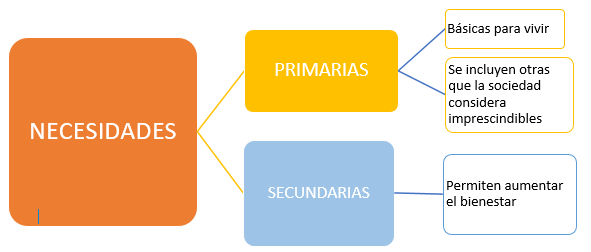 NECESIDADES
PRIMARIAS
Básicas para vivir
Se incluyen otras
que la sociedad
considera
imprescindibles
SECUNDARIAS
Permiten aumentar
el bienestar